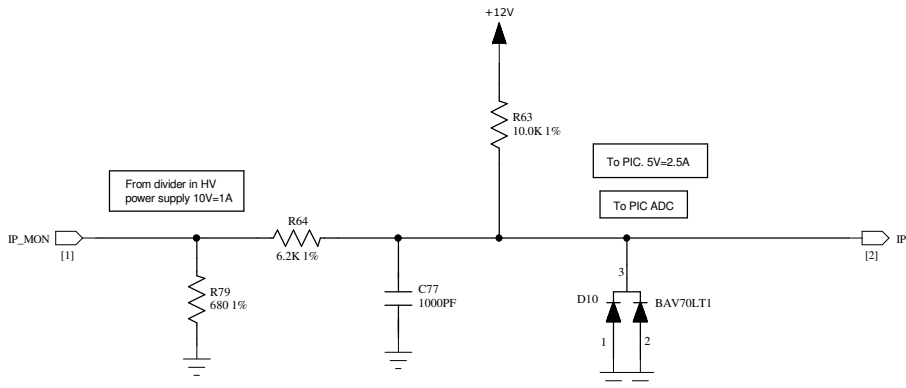 +12V
R63
10.0K 1%
To PIC. 5V=2.5A
From divider in HV
power supply 10V=1A
To PIC ADC
R64
IP_MON
IP
[1]
6.2K 1%
[2]
3
C77
1000PF
R79
680 1%
D10
BAV70LT1
1
2